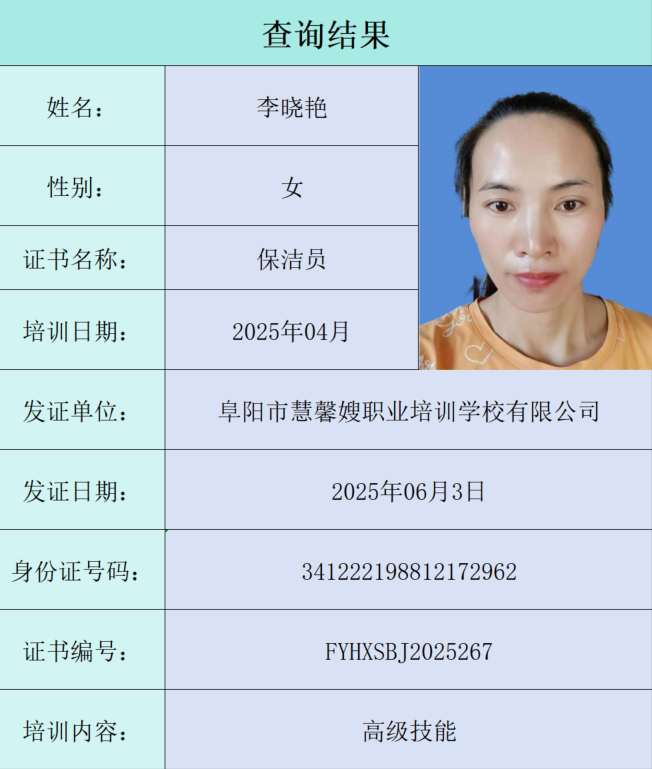 查询结果
姓名： 李晓艳
性别： 女
证书名称： 保洁员
培训日期： 2025年04月
发证单位： 阜阳市慧馨嫂职业培训学校有限公司
发证日期： 2025年06月3日
身份证号码： 341222198812172962
证书编号： FYHXSBJ2025267
培训内容： 高级技能